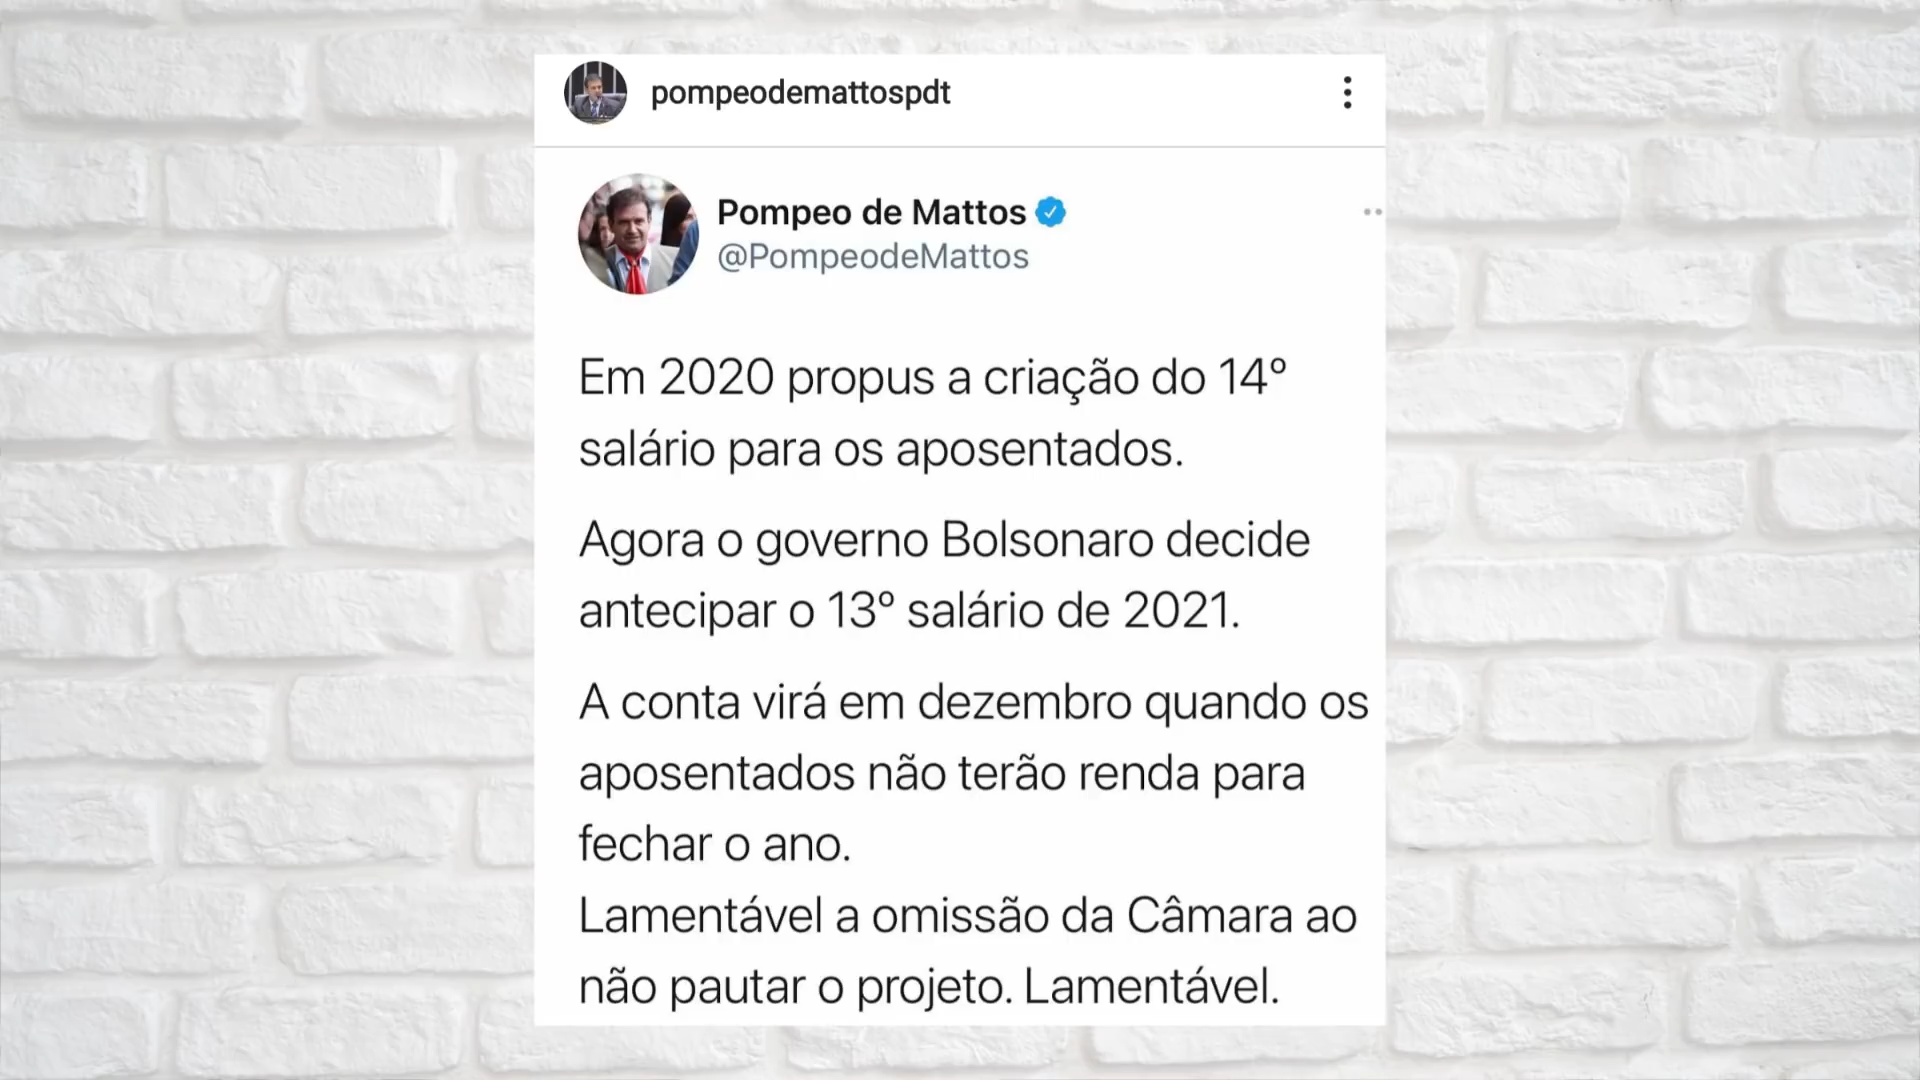 pompeodemattospdt
Pompeo de Mattos
@PompeodeMattos
Em 2020 propus a criação do 14º
salário para os aposentados.
Agora o governo Bolsonaro decide
antecipar o 13º salário de 2021.
A conta virá em dezembro quando os
aposentados não terão renda para
fechar o ano.
Lamentável a omissão da Câmara ao
não pautar o projeto. Lamentável.